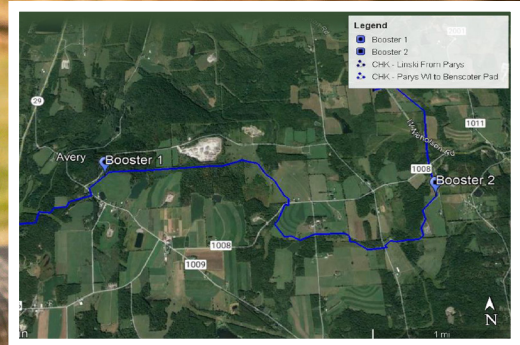 Legend
Booster 1
Booster 2
CHK - Linski From Parys
CHK - Parys WI to Benscoter Pad
29
1011
Avery
Booster 1
1008
Booster 2
1008
1009
N
1 mi